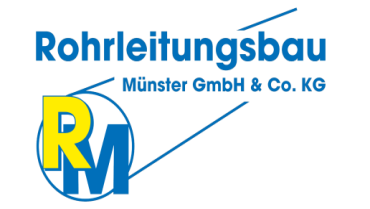 Rohrleitungsbau
Münster GmbH & Co. KG
RM